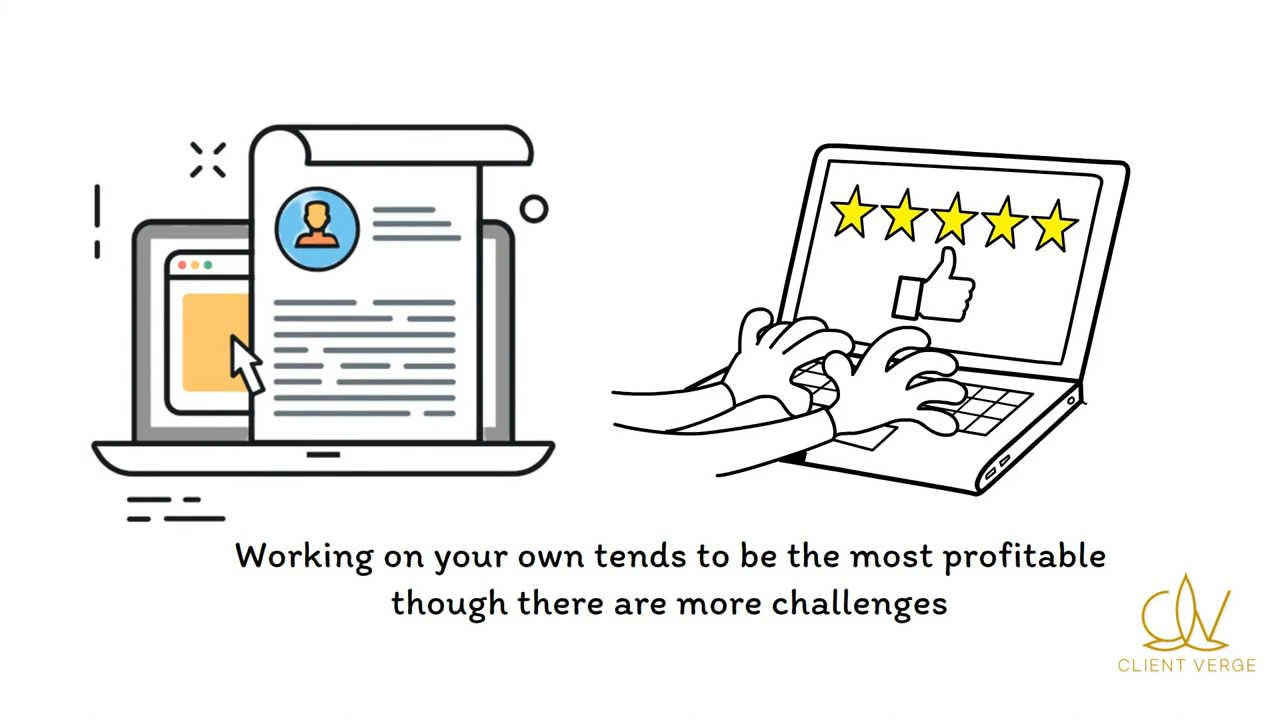 Working on your own tends to be the most profitable
though there are more challenges
CLIENT VERGE